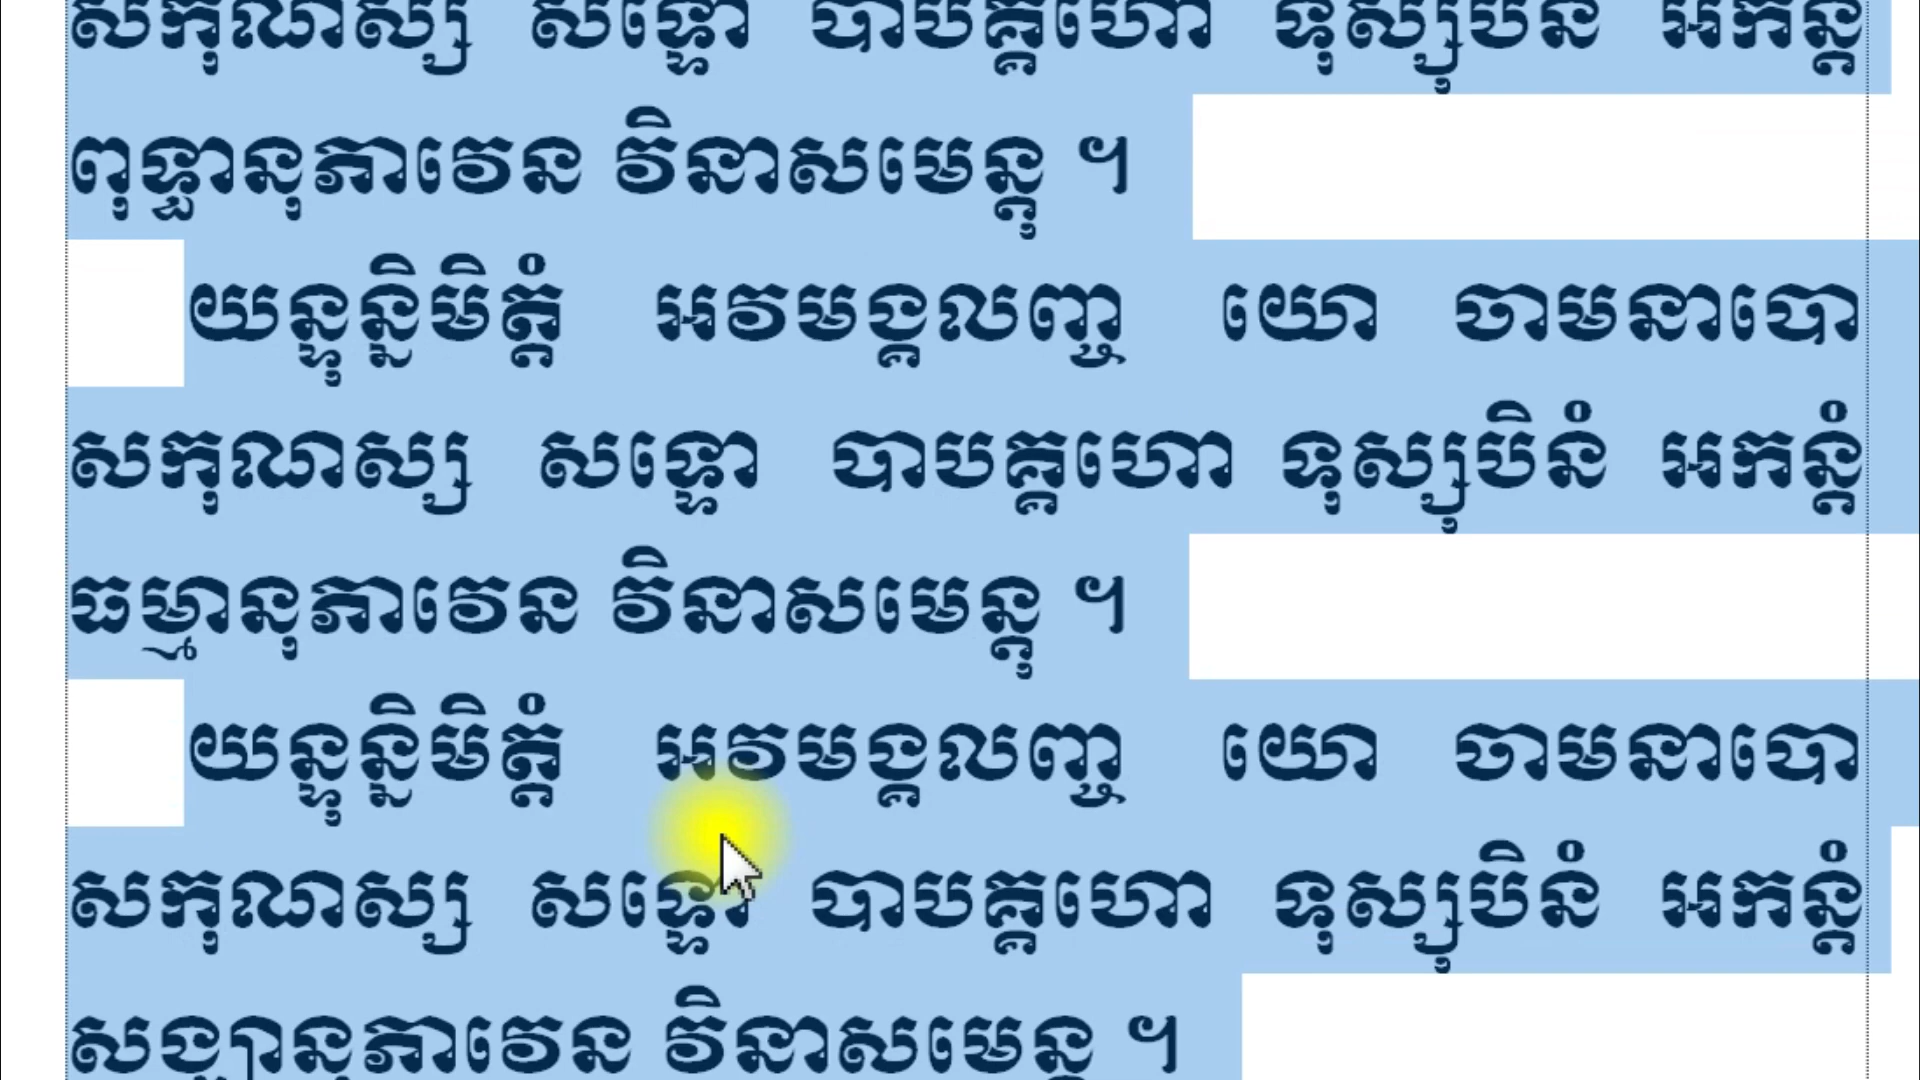 សកុណស្ស សទ្ទោ បាបគ្គហោ ទុស្សុបិនំ អកន្តំ
ពុទ្ធានុភាវេន វិនាសមេន្តុ ។
យន្ទុន្និមិត្តំ អវមង្គលញ្ច យោ ចាមនាបោ
សកុណស្ស សទ្ទោ បាបគ្គហោ ទុស្សុបិនំ អកន្តំ
ធម្មានុភាវេន វិនាសមេន្តុ ។
យន្ទុន្និមិត្តំ អវមង្គលញ្ច យោ ចាមនាបោ
សកុណស្ស សទ្ទោ បាបគ្គហោ ទុស្សុបិនំ អកន្តំ
សង្ឃានុភាវេន វិនាសមេន្តុ ។